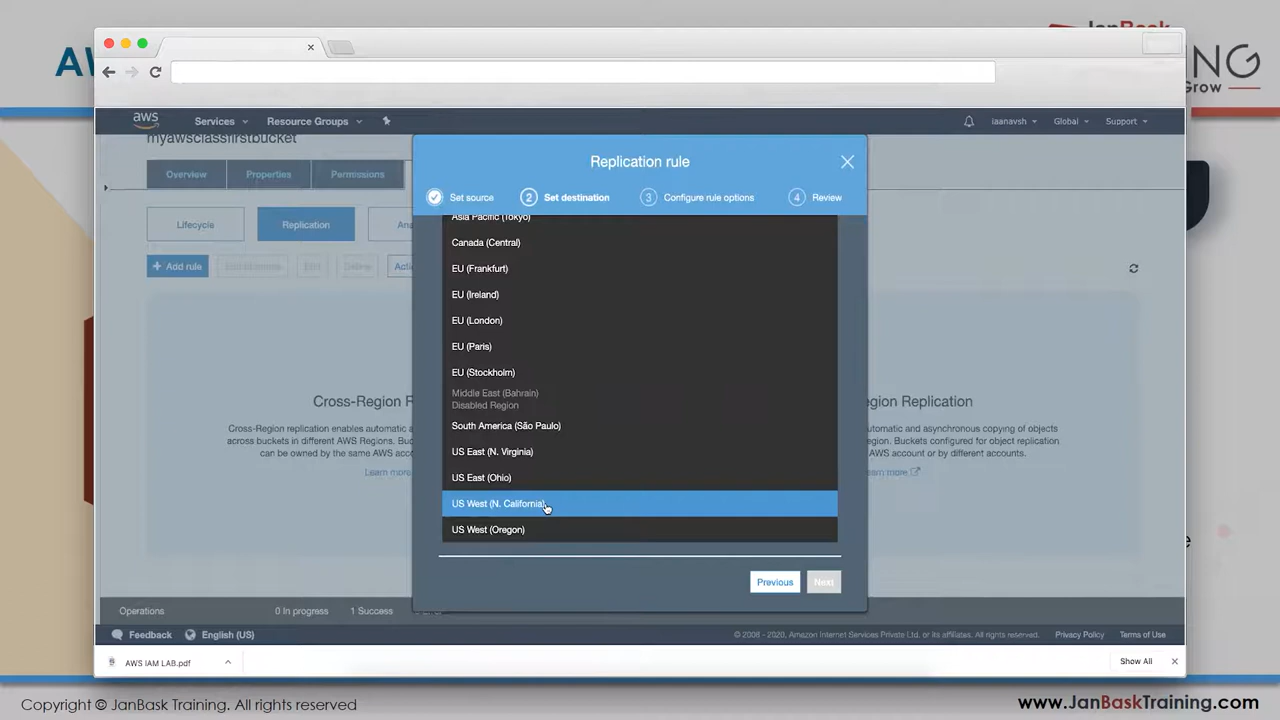 AW
JanBask
NING
Grow
aws
Services
Resource Groups
iaanavsh
Global
Support
myawsclassfirstbucket
Overview
Properties
Permissions
Replication rule
Set source
2 Set destination
3 Configure rule options
4 Review
Lifecycle
Replication
Ana
+ Add rule
Edit
Delete
Acti
Asia Pacific (Tokyo)
Canada (Central)
EU (Frankfurt)
EU (Ireland)
EU (London)
EU (Paris)
EU (Stockholm)
Middle East (Bahrain)
Disabled Region
South America (São Paulo)
US East (N. Virginia)
US East (Ohio)
US West (N. California)
US West (Oregon)
Cross-Region R
Cross-Region replication enables automatic
across buckets in different AWS Regions. Buck
can be owned by the same AWS acco
Learn more
Region Replication
automatic and asynchronous copying of objects
egion. Buckets configured for object replication
AWS account or by different accounts.
earn more
Previous
Next
Operations
0 In progress
1 Success
Feedback
English (US)
© 2008 - 2020, Amazon Internet Services Private Ltd. or its affiliates. All rights reserved.
Privacy Policy
Terms of Use
AWS IAM LAB.pdf
Show All
e
Copyright © JanBask Training. All rights reserved
www.JanBaskTraining.com